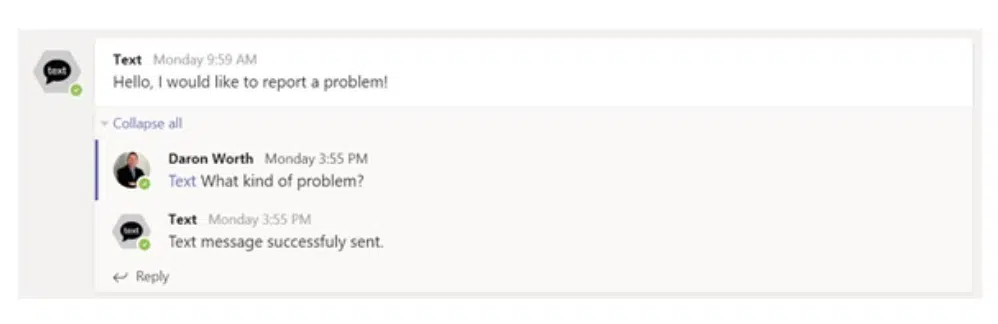 Text Monday 9:59 AM
text
Hello, I would like to report a problem!
Collapse all
Daron Worth Monday 3:55 PM
Text What kind of problem?
Text Monday 3:55 PM
text
Text message successfuly sent.
Reply